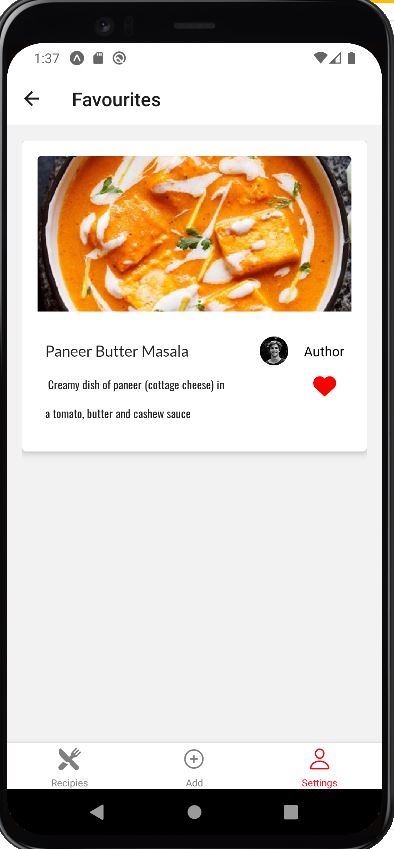 1:37
Favourites
Paneer Butter Masala
Author
Creamy dish of paneer (cottage cheese) in
a tomato, butter and cashew sauce
Recipies
Add
Settings